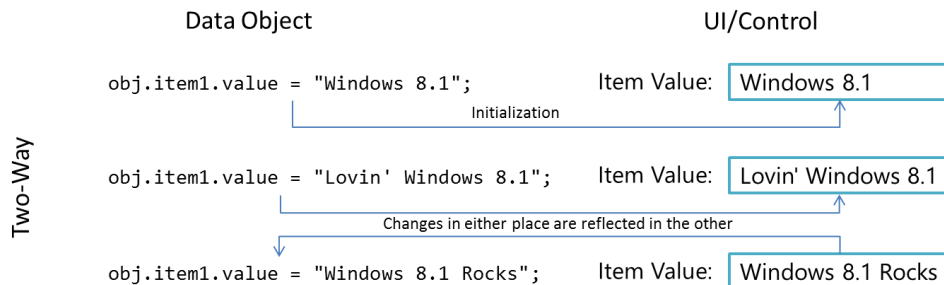 Data Object UI/Control
obj.item1.value = "Windows 8.1"; Item Value: Windows 8.1
Initialization
Two-Way
obj.item1.value = "Lovin' Windows 8.1"; Item Value: Lovin' Windows 8.1
Changes in either place are reflected in the other
obj.item1.value = "Windows 8.1 Rocks"; Item Value: Windows 8.1 Rocks